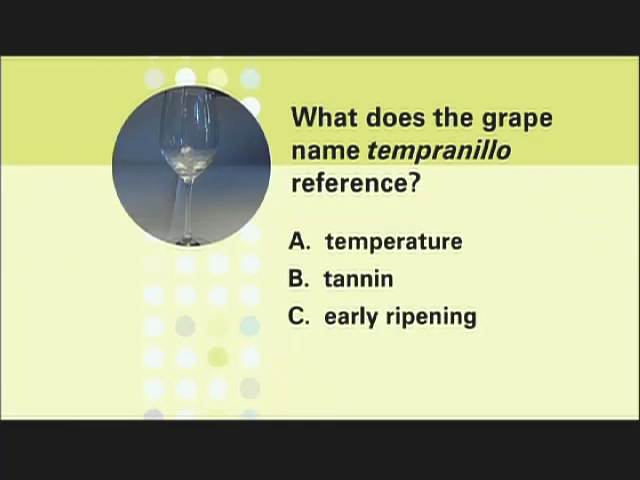 What does the grape
name tempranillo
reference?
A. temperature
B. tannin
C. early ripening